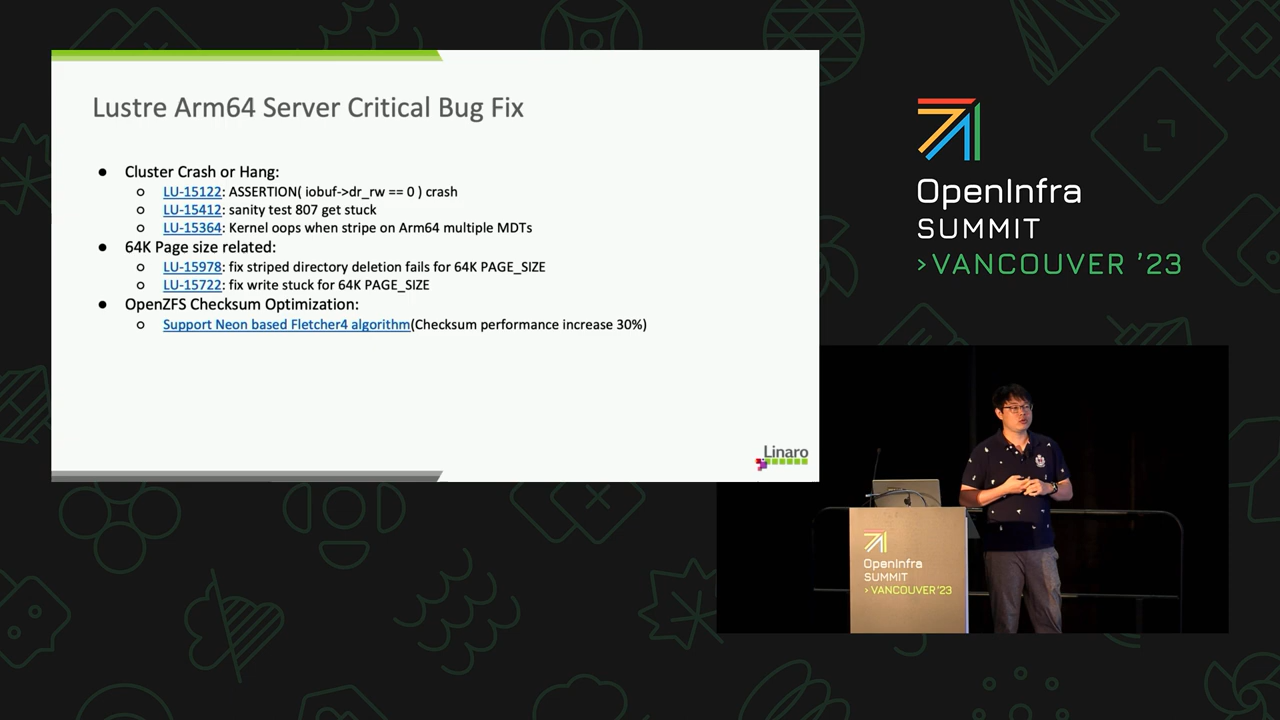 Lustre Arm64 Server Critical Bug Fix
● Cluster Crash or Hang:
○ LU-15122: ASSERTION( iobuf->dr_rw == 0 ) crash
○ LU-15412: sanity test 807 get stuck
○ LU-15364: Kernel oops when stripe on Arm64 multiple MDTs
● 64K Page size related:
○ LU-15978: fix striped directory deletion fails for 64K PAGE_SIZE
○ LU-15722: fix write stuck for 64K PAGE_SIZE
● OpenZFS Checksum Optimization:
○ Support Neon based Fletcher4 algorithm(Checksum performance increase 30%)
Linaro
OpenInfra
SUMMIT
>VANCOUVER '23
OpenInfra
SUMMIT
>VANCOUVER'23